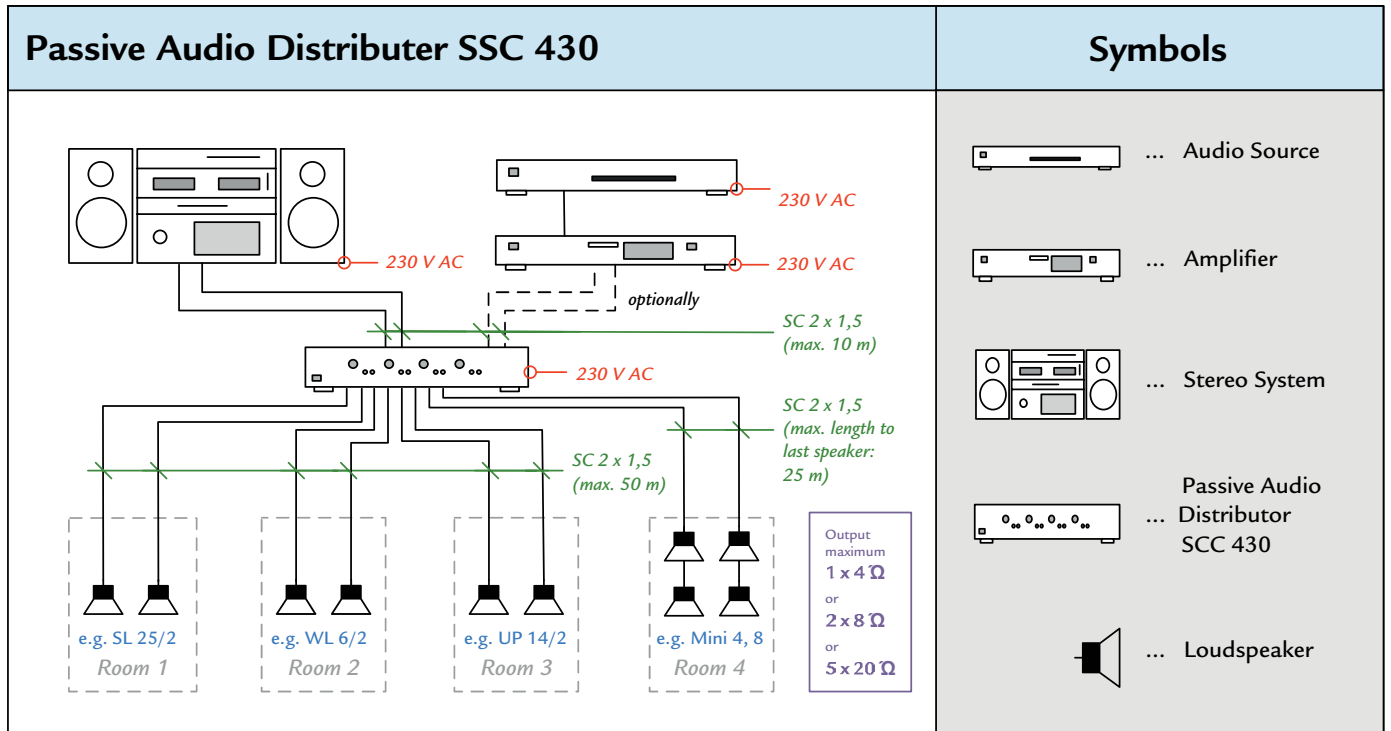 Passive Audio Distributer SSC 430
Symbols
230 V AC
230 V AC
230 V AC
optionally
SC 2 x 1,5
(max. 10 m)
230 V AC
SC 2 x 1,5
(max. length to
last speaker:
25 m)
SC 2 x 1,5
(max. 50 m)
e.g. SL 25/2
Room 1
e.g. WL 6/2
Room 2
e.g. UP 14/2
Room 3
e.g. Mini 4, 8
Room 4
Output
maximum
1 x 4 Ω
or
2 x 8 Ω
or
5 x 20 Ω
... Audio Source
... Amplifier
... Stereo System
Passive Audio
... Distributor
SCC 430
... Loudspeaker